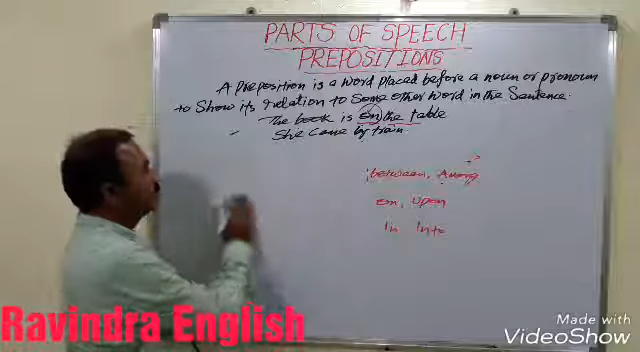 PARTS OF SPEECH
PREPOSITIONS
A Preposition is a word placed before a noun or pronoun
to show its relation to some other word in the sentence.
The book is on the table
She came by train
between, Among
on, upon
In Into
Ravindra English
Made with
VideoShow